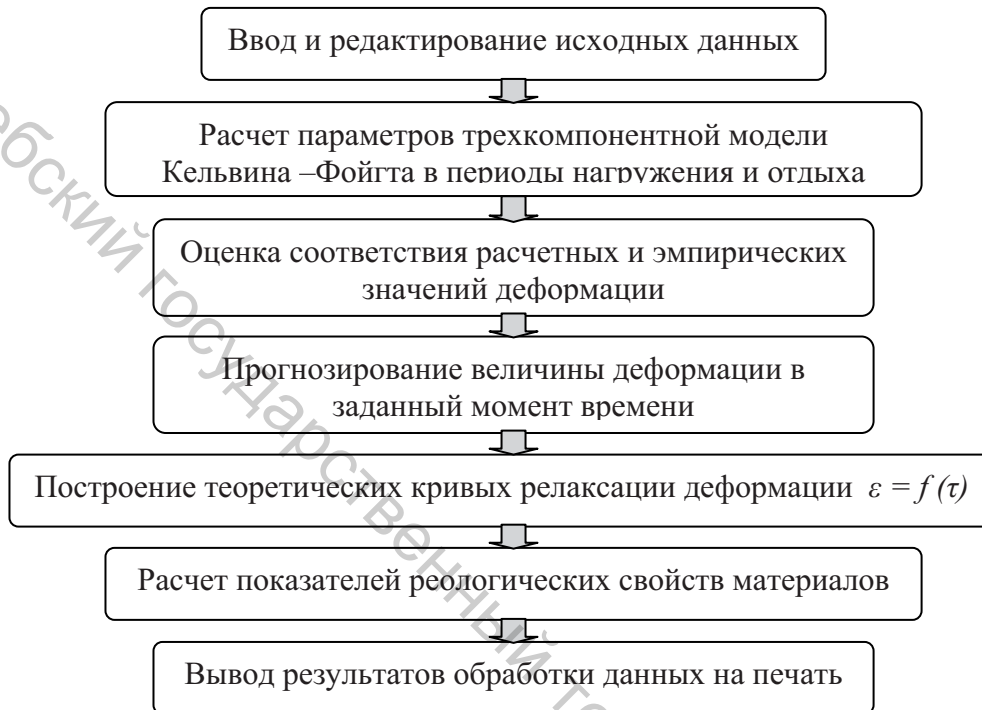 Ввод и редактирование исходных данных
Расчет параметров трехкомпонентной модели
Кельвина –Фойгта в периоды нагружения и отдыха
Оценка соответствия расчетных и эмпирических
значений деформации
Прогнозирование величины деформации в
заданный момент времени
Построение теоретических кривых релаксации деформации ε = f (τ)
Расчет показателей реологических свойств материалов
Вывод результатов обработки данных на печать
государственный